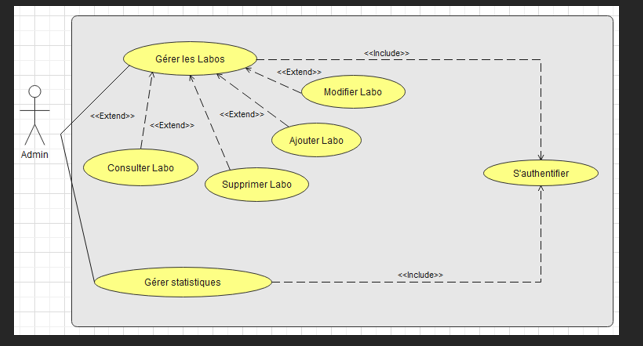 Gérer les Labos
<<Include>>
<<Extend>>
Modifier Labo
<<Extend>>
<<Extend>>
<<Extend>>
Ajouter Labo
Admin
Consulter Labo
Supprimer Labo
S'authentifier
Gérer statistiques
<<Include>>